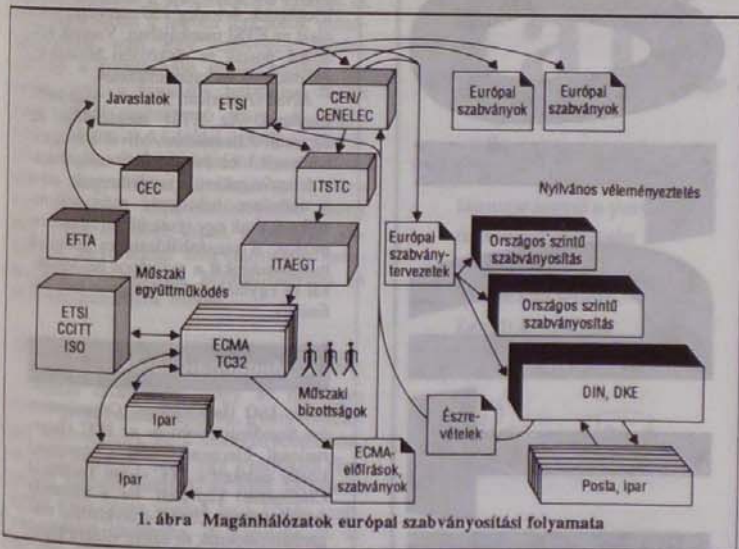 Javaslatok
ETSI
CEN/
CENELEC
Európai
szabványok
Európai
szabványok
CEC
ITSTC
Nyilvános véleményeztetés
EFTA
ITAEGT
Európai
szabvány-
tervezetek
Országos szintű
szabványosítás
Műszaki
együttműködés
Országos szintű
szabványosítás
ETSI
CCITT
ISO
ECMA
TC32
Műszaki
bizottságok
DIN, DKE
Ipar
Észre-
vételek
Ipar
ECMA-
előírások,
szabványok
Posta, ipar
1. ábra Magánhálózatok európai szabványosítási folyamata